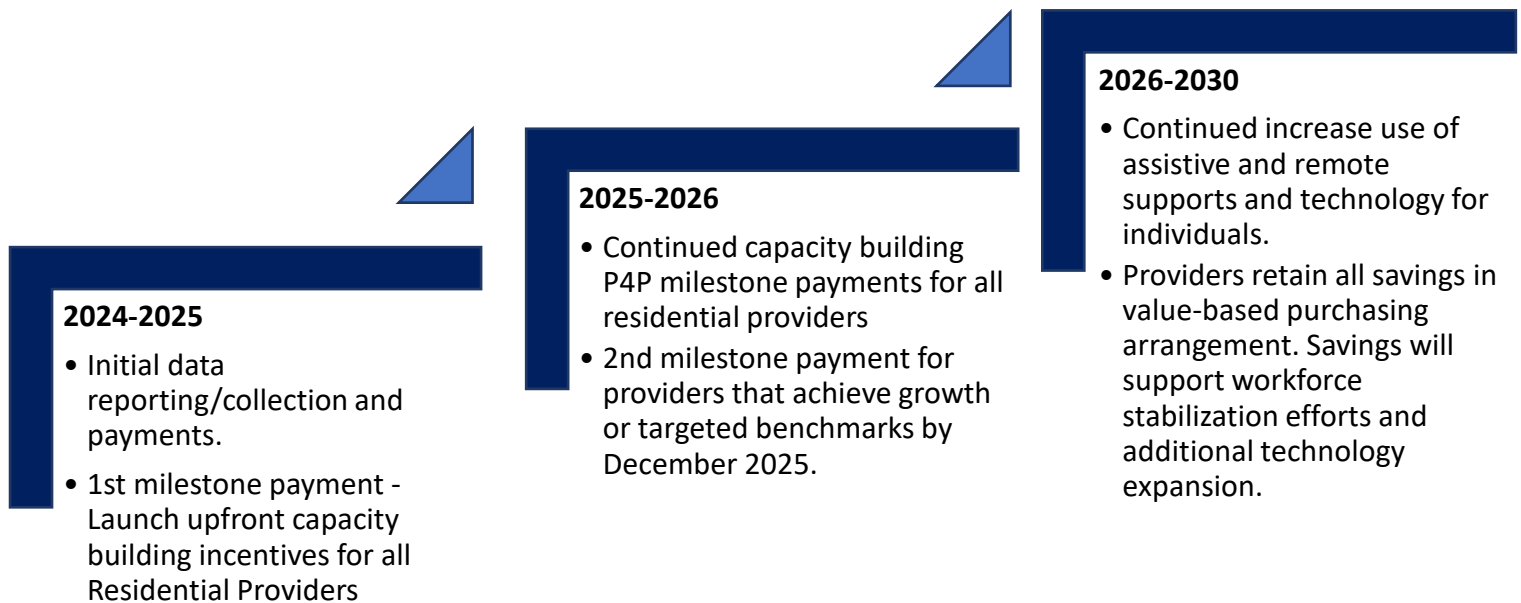 2024-2025
• Initial data
reporting/collection and
payments.
• 1st milestone payment -
Launch upfront capacity
building incentives for all
Residential Providers
2025-2026
• Continued capacity building
P4P milestone payments for all
residential providers
• 2nd milestone payment for
providers that achieve growth
or targeted benchmarks by
December 2025.
2026-2030
• Continued increase use of
assistive and remote
supports and technology for
individuals.
• Providers retain all savings in
value-based purchasing
arrangement. Savings will
support workforce
stabilization efforts and
additional technology
expansion.